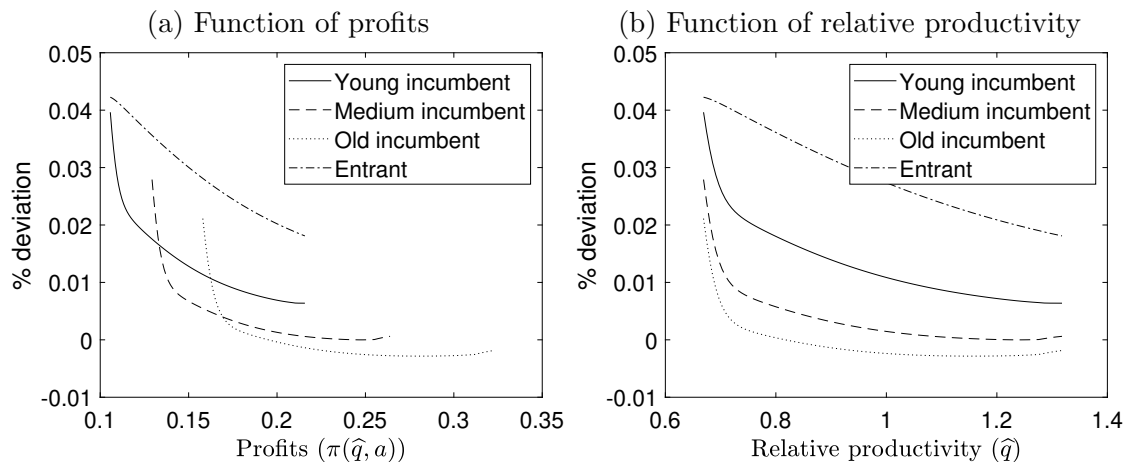 (a) Function of profits
0.05
0.04
0.03
0.02
0.01
0
-0.01
% deviation
Young incumbent
Medium incumbent
Old incumbent
Entrant
0.1 0.15 0.2 0.25 0.3 0.35
Profits (π(q̂, a))
(b) Function of relative productivity
0.05
0.04
0.03
0.02
0.01
0
-0.01
% deviation
Young incumbent
Medium incumbent
Old incumbent
Entrant
0.6 0.8 1 1.2 1.4
Relative productivity (q̂)